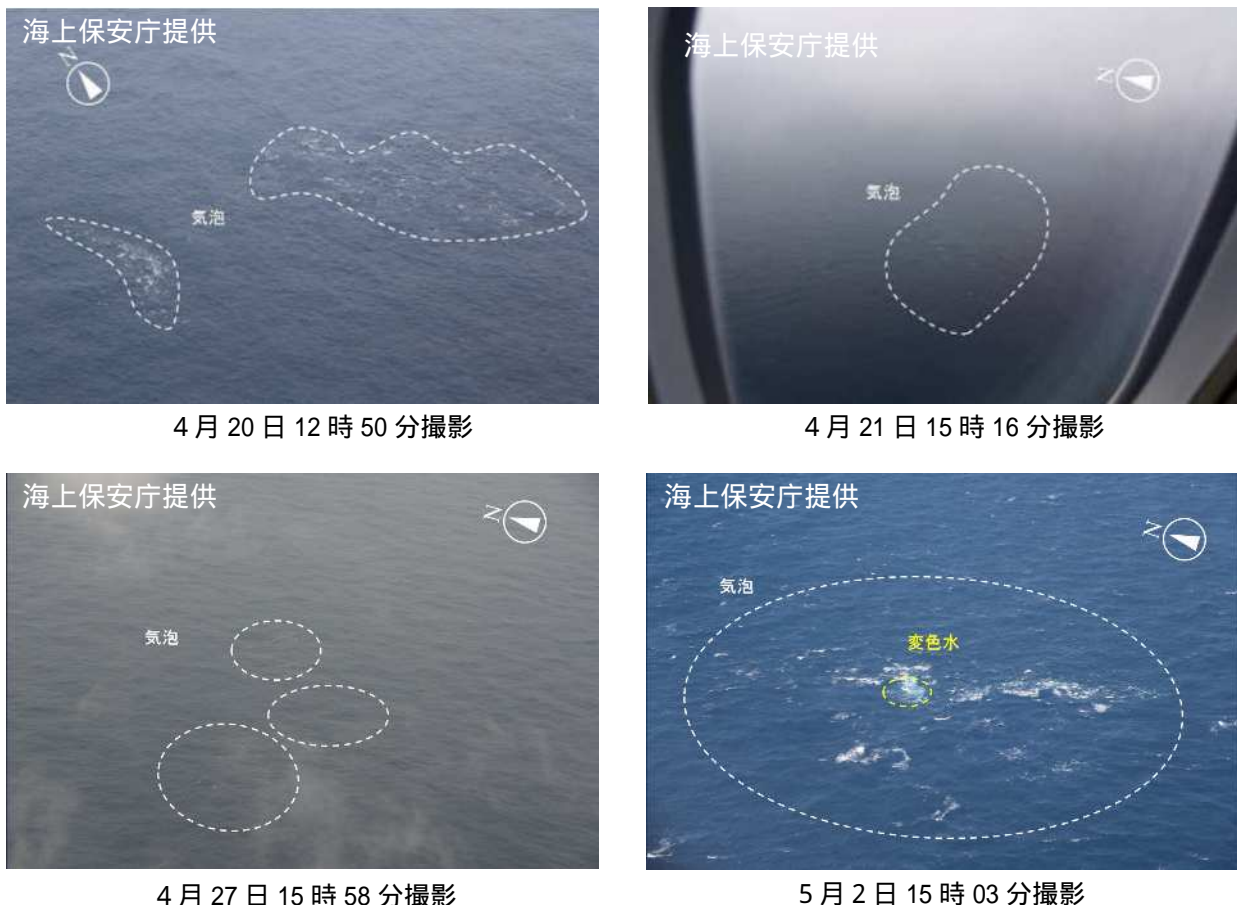 海上保安庁提供
N
気泡
4月20日12時50分撮影
海上保安庁提供
N
気泡
4月21日15時16分撮影
海上保安庁提供
N
気泡
4月27日15時58分撮影
海上保安庁提供
N
気泡
変色水
5月2日15時03分撮影